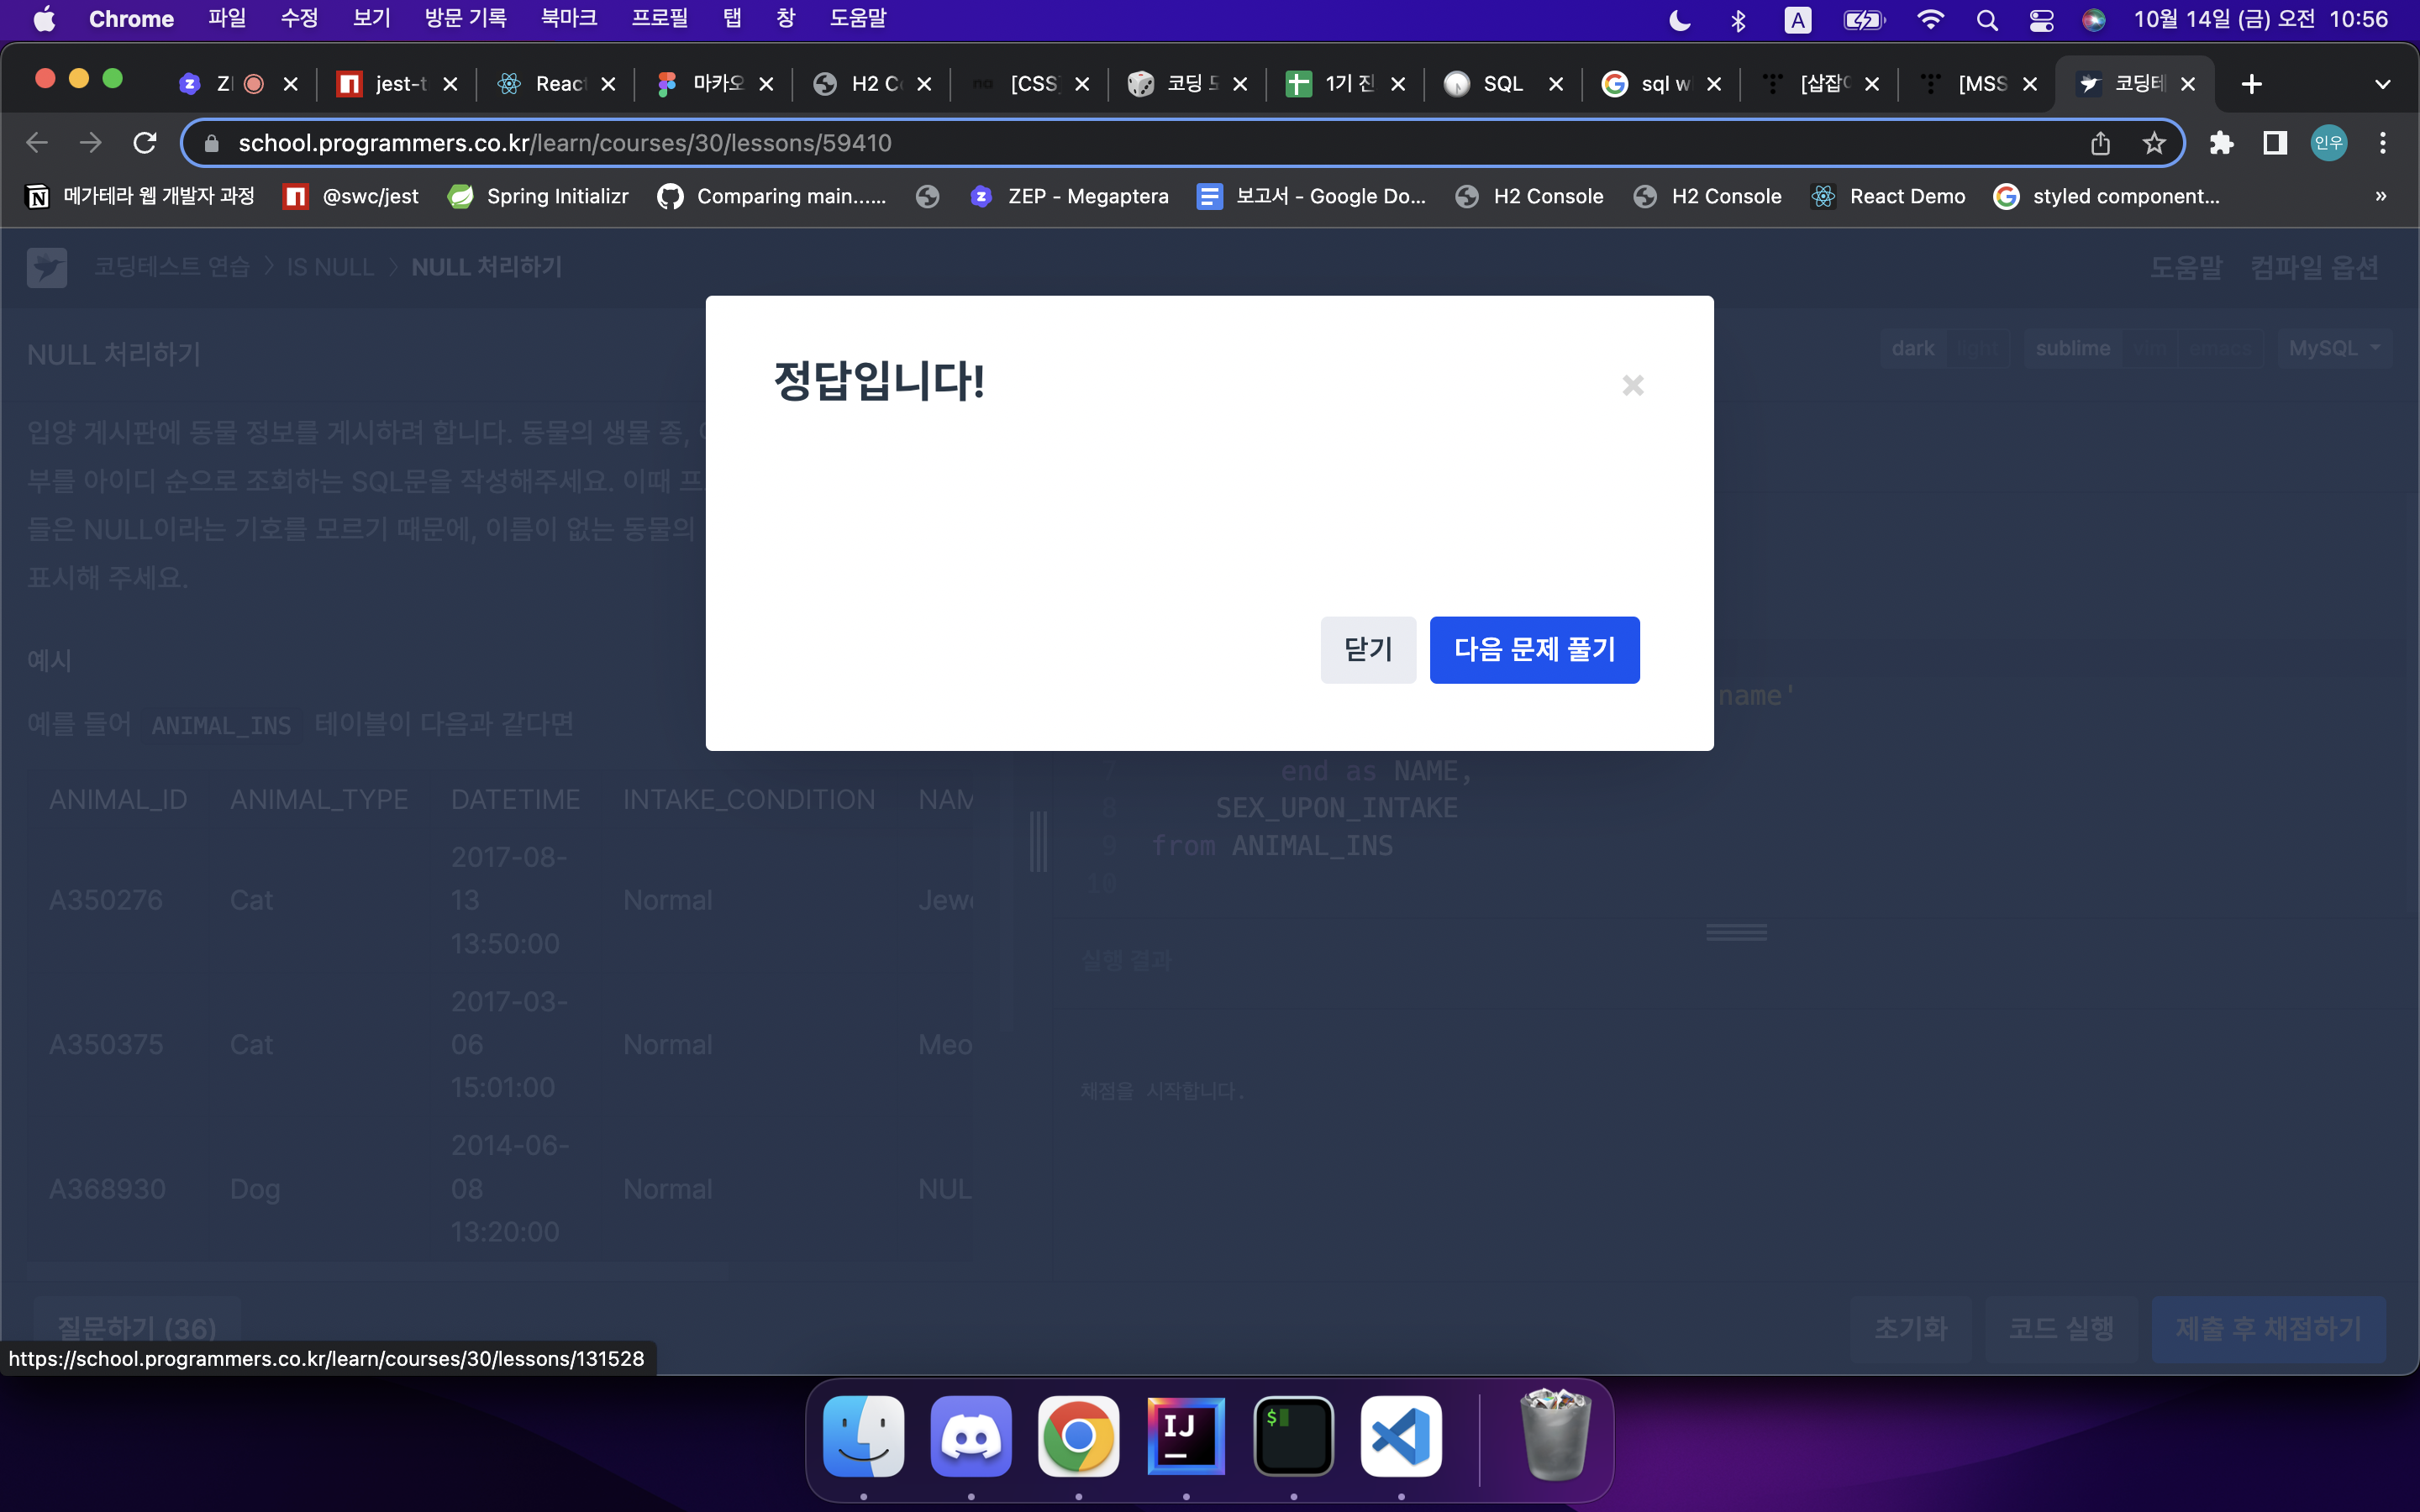 Chrome 파일 수정 보기 방문 기록 북마크 프로필 탭 창 도움말 A 10월 14일 (금) 오전 10:56
jest-t React 마카오 H2 C [CSS 코딩 1기 진 SQL sql w [삽잡 [MSS 코딩테
school.programmers.co.kr/learn/courses/30/lessons/59410 인우
메가테라 웹 개발자 과정 @swc/jest Spring Initializr Comparing main...... ZEP - Megaptera 보고서 - Google Do... H2 Console H2 Console React Demo styled component... »
코딩테스트 연습 > IS NULL > NULL 처리하기 도움말 컴파일 옵션
NULL 처리하기 dark light sublime vim emacs MySQL
입양 게시판에 동물 정보를 게시하려 합니다. 동물의 생물 종,
부를 아이디 순으로 조회하는 SQL문을 작성해주세요. 이때 프
들은 NULL이라는 기호를 모르기 때문에, 이름이 없는 동물의
표시해 주세요.
예시
예를 들어 ANIMAL_INS 테이블이 다음과 같다면
ANIMAL_ID ANIMAL_TYPE DATETIME INTAKE_CONDITION NAM
A350276 Cat 2017-08-
13
13:50:00 Normal Jew
A350375 Cat 2017-03-
06
15:01:00 Normal Meo
A368930 Dog 2014-06-
08
13:20:00 Normal NUL
정답입니다!
닫기 다음 문제 풀기
name'
7 end as NAME,
8 SEX_UPON_INTAKE
9 from ANIMAL_INS
10
실행 결과
채점을 시작합니다.
질문하기 (36) 초기화 코드 실행 제출 후 채점하기
https://school.programmers.co.kr/learn/courses/30/lessons/131528
IJ
$